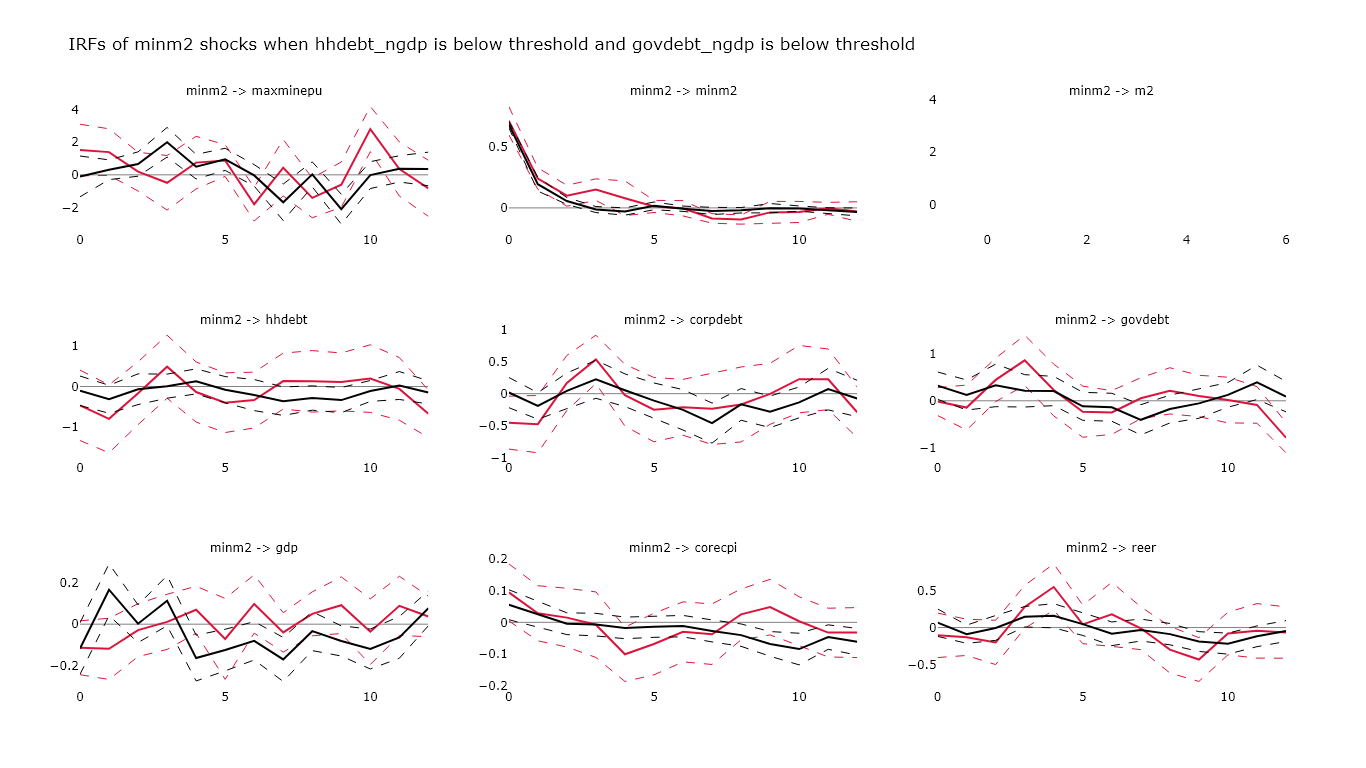 IRFs of minm2 shocks when hhdebt_ngdp is below threshold and govdebt_ngdp is below threshold
minm2 -> maxminepu
4
2
0
−2
0 5 10
minm2 -> minm2
0.5
0
0 5 10
minm2 -> m2
4
2
0
0 2 4 6
minm2 -> hhdebt
1
0
−1
0 5 10
minm2 -> corpdebt
1
0.5
0
−0.5
−1
0 5 10
minm2 -> govdebt
1
0
−1
0 5 10
minm2 -> gdp
0.2
0
−0.2
0 5 10
minm2 -> corecpi
0.2
0.1
0
−0.1
−0.2
0 5 10
minm2 -> reer
0.5
0
−0.5
0 5 10